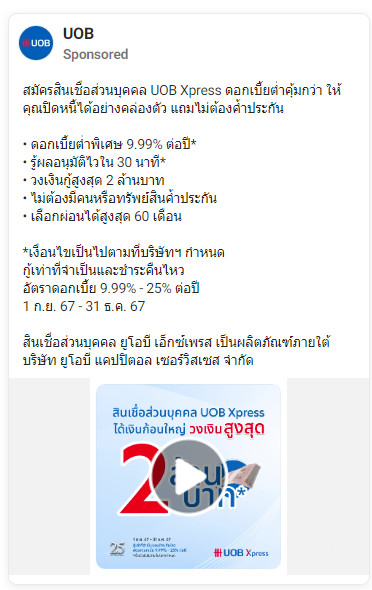 UOB
UOB
Sponsored
สมัครสินเชื่อส่วนบุคคล UOB Xpress ดอกเบี้ยต่ำคุ้มกว่า ให้
คุณปิดหนี้ได้อย่างคล่องตัว แถมไม่ต้องค้ำประกัน
• ดอกเบี้ยต่ำพิเศษ 9.99% ต่อปี*
• รู้ผลอนุมัติไวใน 30 นาที*
• วงเงินกู้สูงสุด 2 ล้านบาท
• ไม่ต้องมีคนหรือทรัพย์สินค้ำประกัน
• เลือกผ่อนได้สูงสุด 60 เดือน
*เงื่อนไขเป็นไปตามที่บริษัทฯ กำหนด
กู้เท่าที่จำเป็นและชำระคืนไหว
อัตราดอกเบี้ย 9.99% - 25% ต่อปี
1 ก.ย. 67 - 31 ธ.ค. 67
สินเชื่อส่วนบุคคล ยูโอบี เอ็กซ์เพรส เป็นผลิตภัณฑ์ภายใต้
บริษัท ยูโอบี แคปปิตอล เซอร์วิสเซส จำกัด
สินเชื่อส่วนบุคคล UOB Xpress
ได้เงินก้อนใหญ่ วงเงินสูงสุด
2 ล้าน
บาท*
25
UOB Xpress